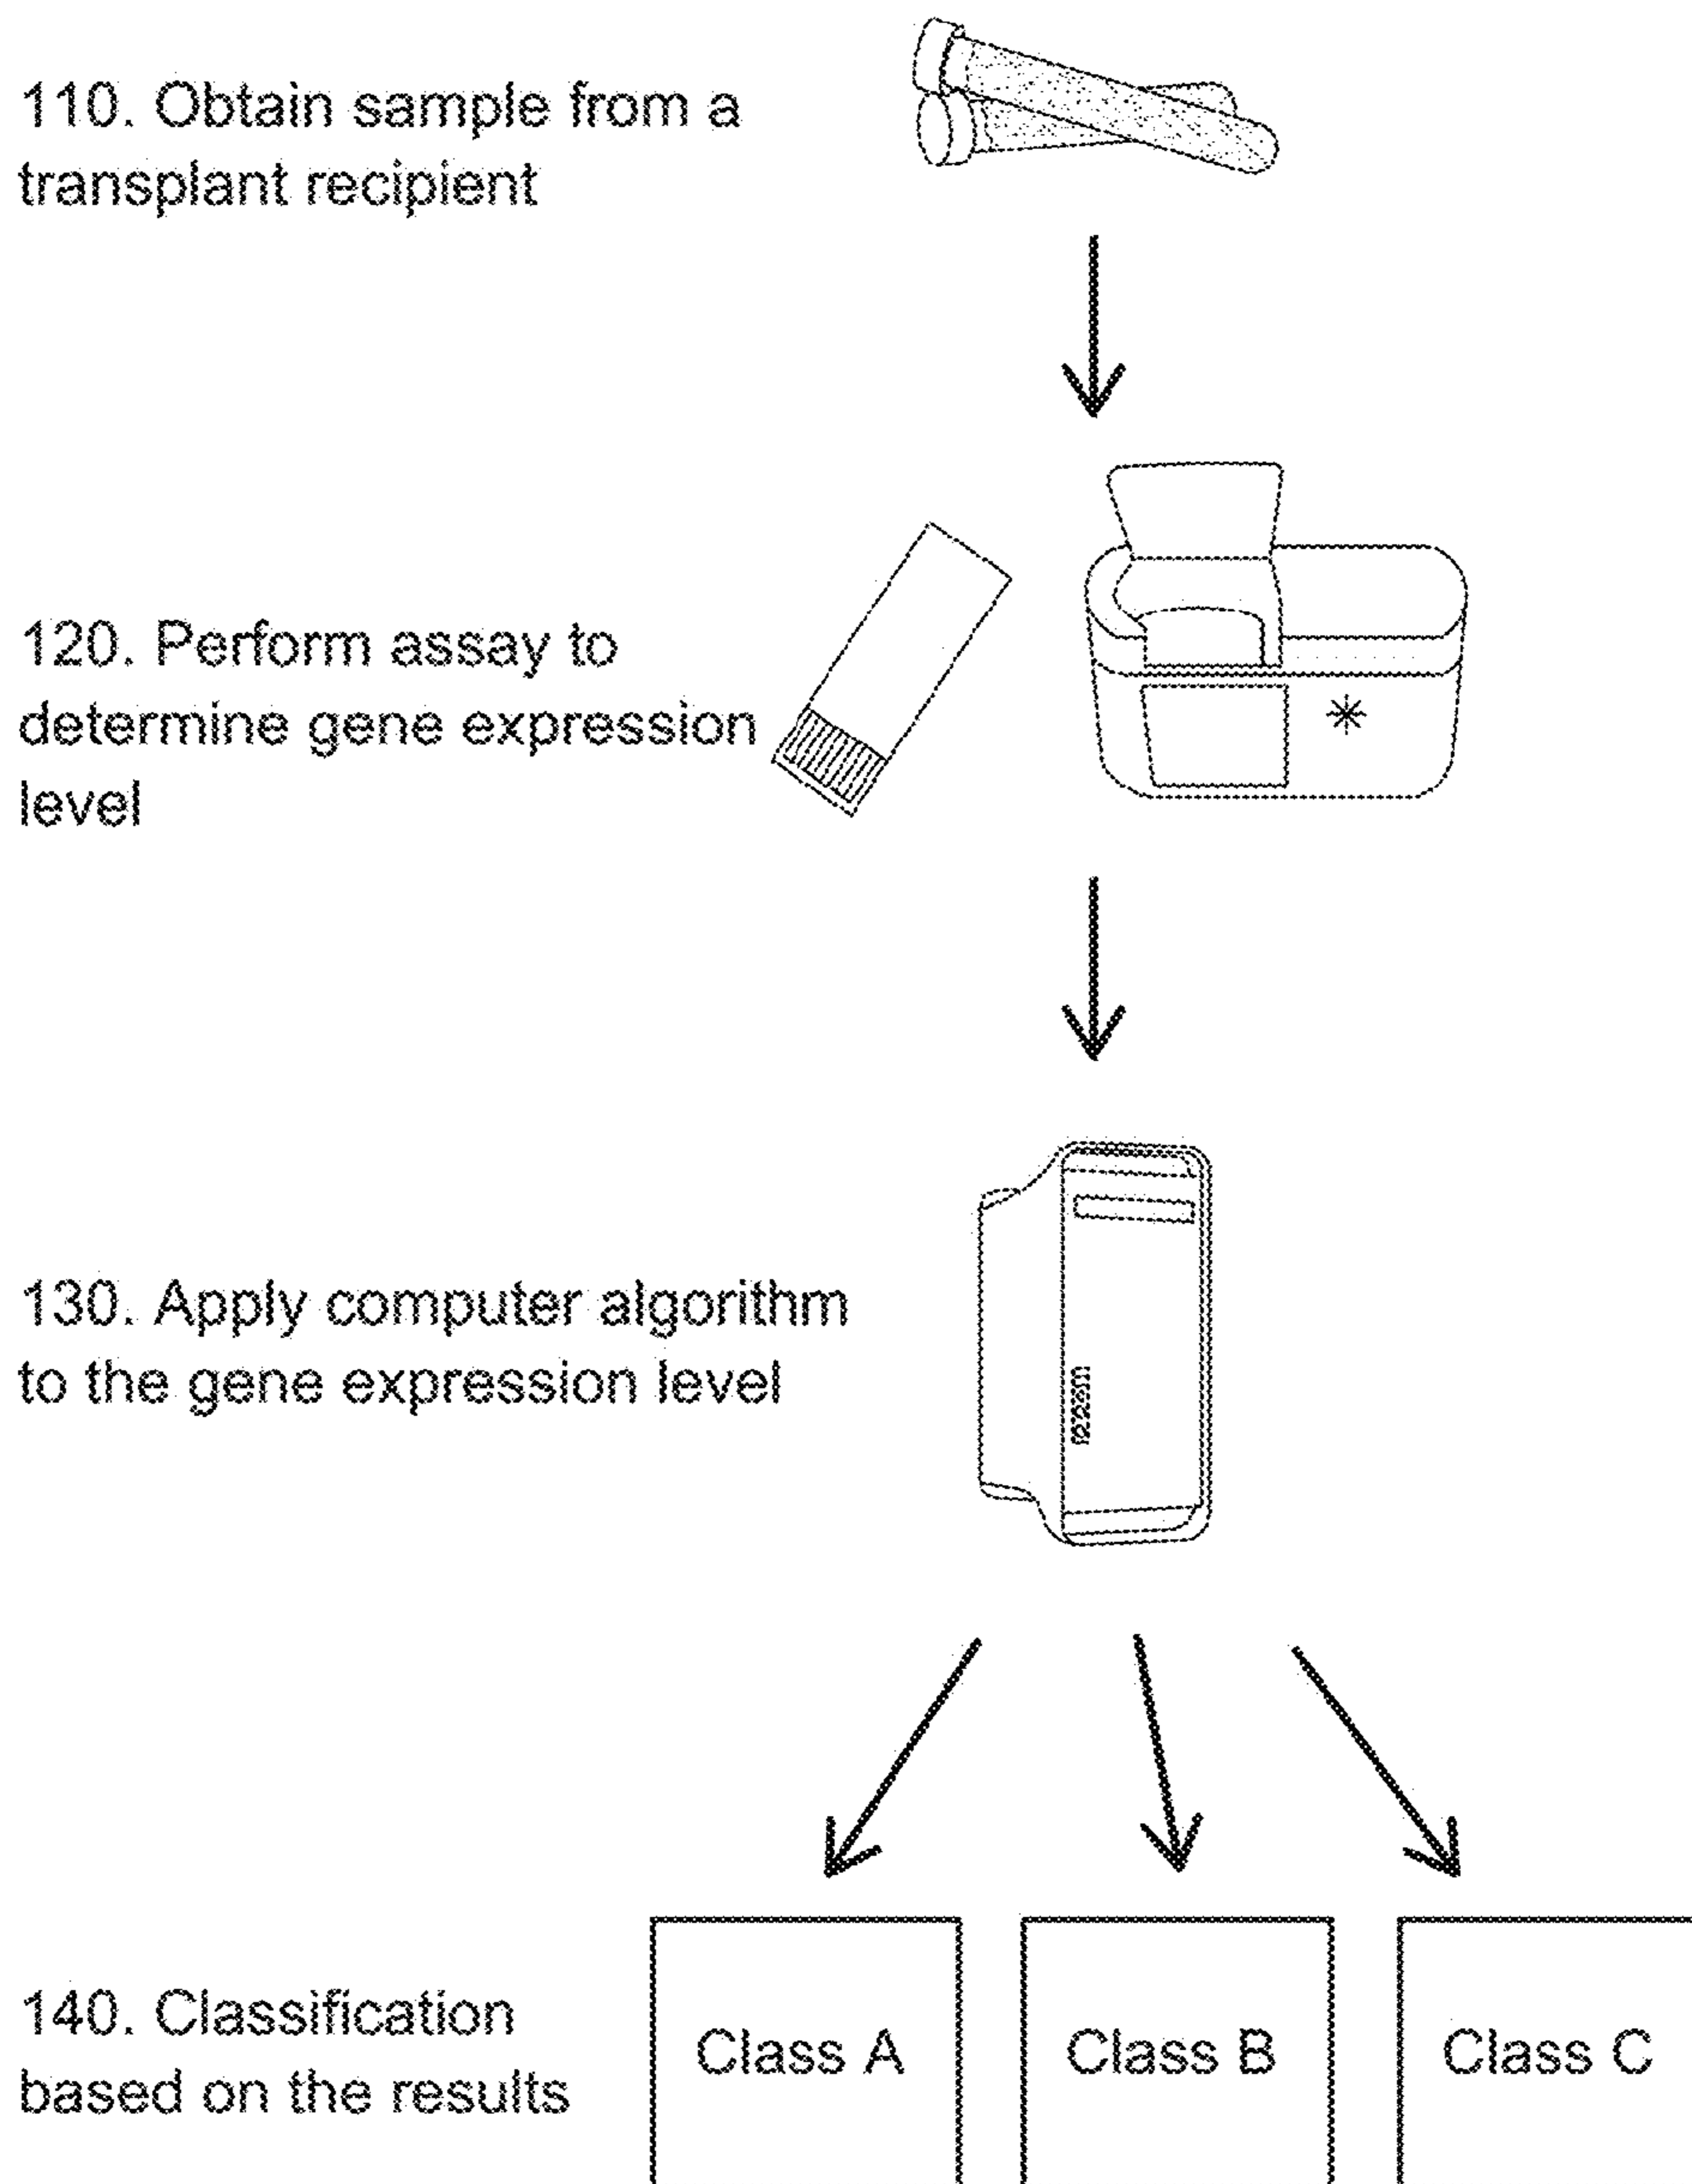 110. Obtain sample from a
transplant recipient
120. Perform assay to
determine gene expression
level
130. Apply computer algorithm
to the gene expression level
140. Classification
based on the results
Class A
Class B
Class C